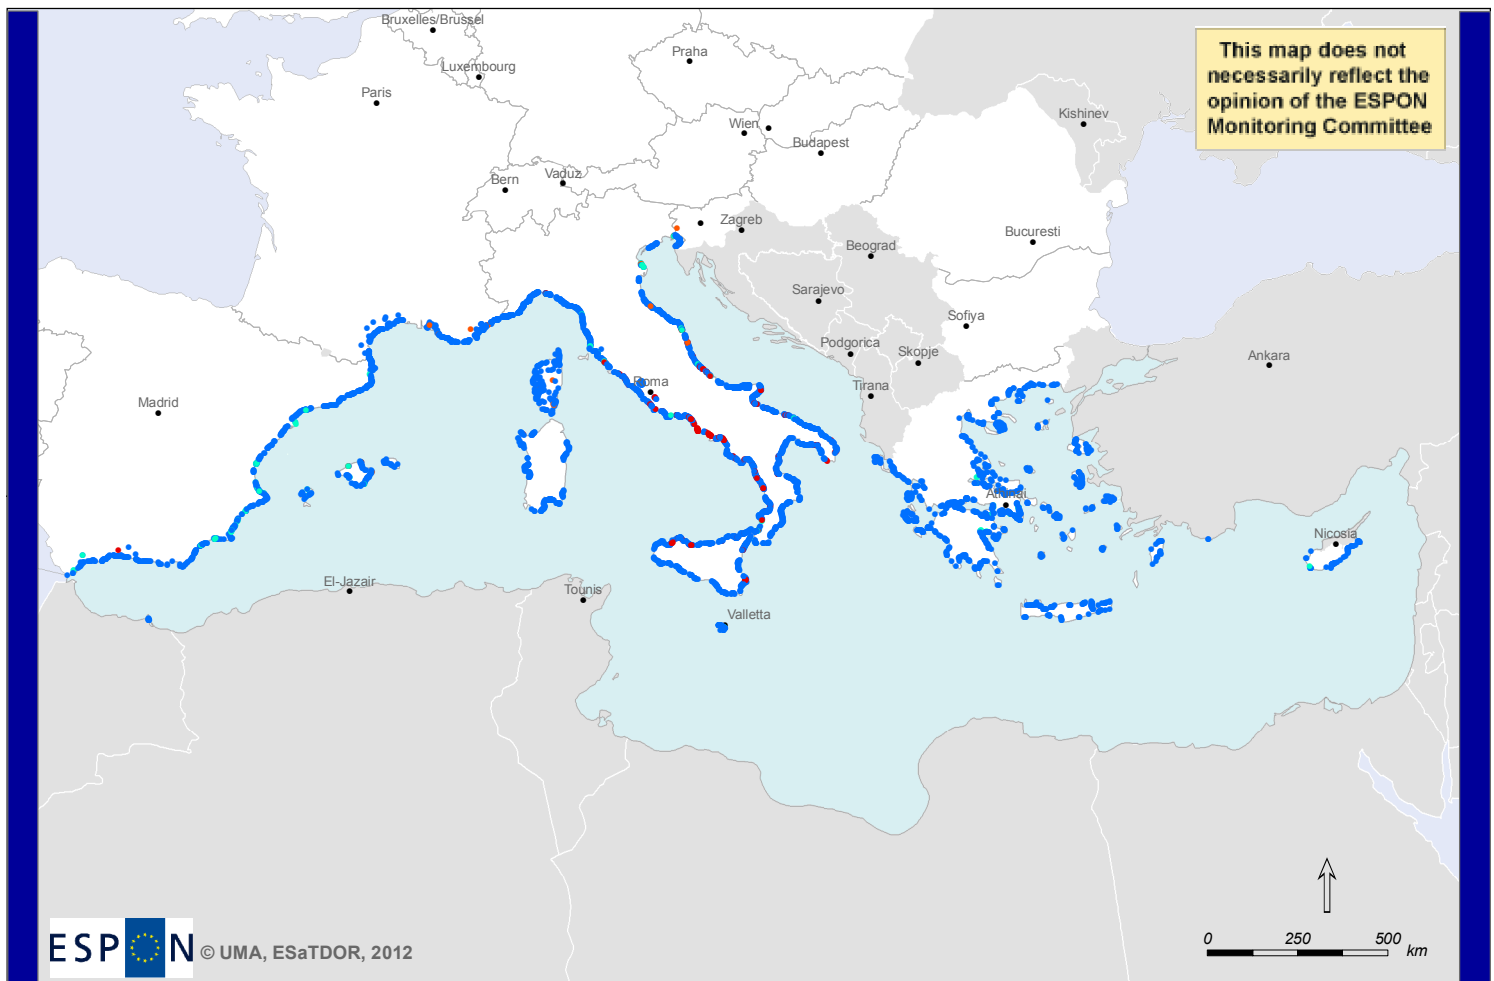 Bruxelles/Brussel
This map does not
necessarily reflect the
opinion of the ESPON
Monitoring Committee
Praha
Luxembourg
Paris
Kishinev
Wien
Budapest
Bern
Vaduz
Zagreb
Bucuresti
Beograd
Sarajevo
Sofiya
Podgorica
Skopje
Ankara
Tirana
Roma
Madrid
Athinai
Nicosia
El-Jazair
Tounis
Valletta
ESPON © UMA, ESaTDOR, 2012
0 250 500
km